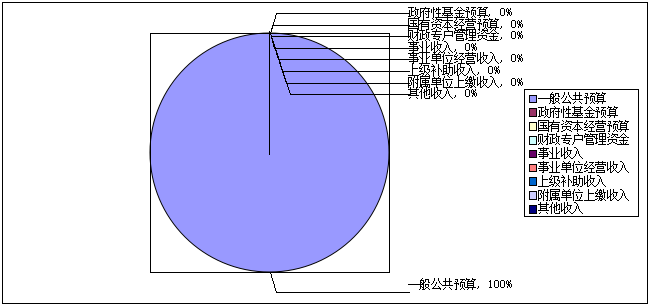 政府性基金预算, 0%
国有资本经营预算, 0%
财政专户管理资金, 0%
事业收入, 0%
事业单位经营收入, 0%
上级补助收入, 0%
附属单位上缴收入, 0%
其他收入, 0%
一般公共预算
政府性基金预算
国有资本经营预算
财政专户管理资金
事业收入
事业单位经营收入
上级补助收入
附属单位上缴收入
其他收入
一般公共预算, 100%